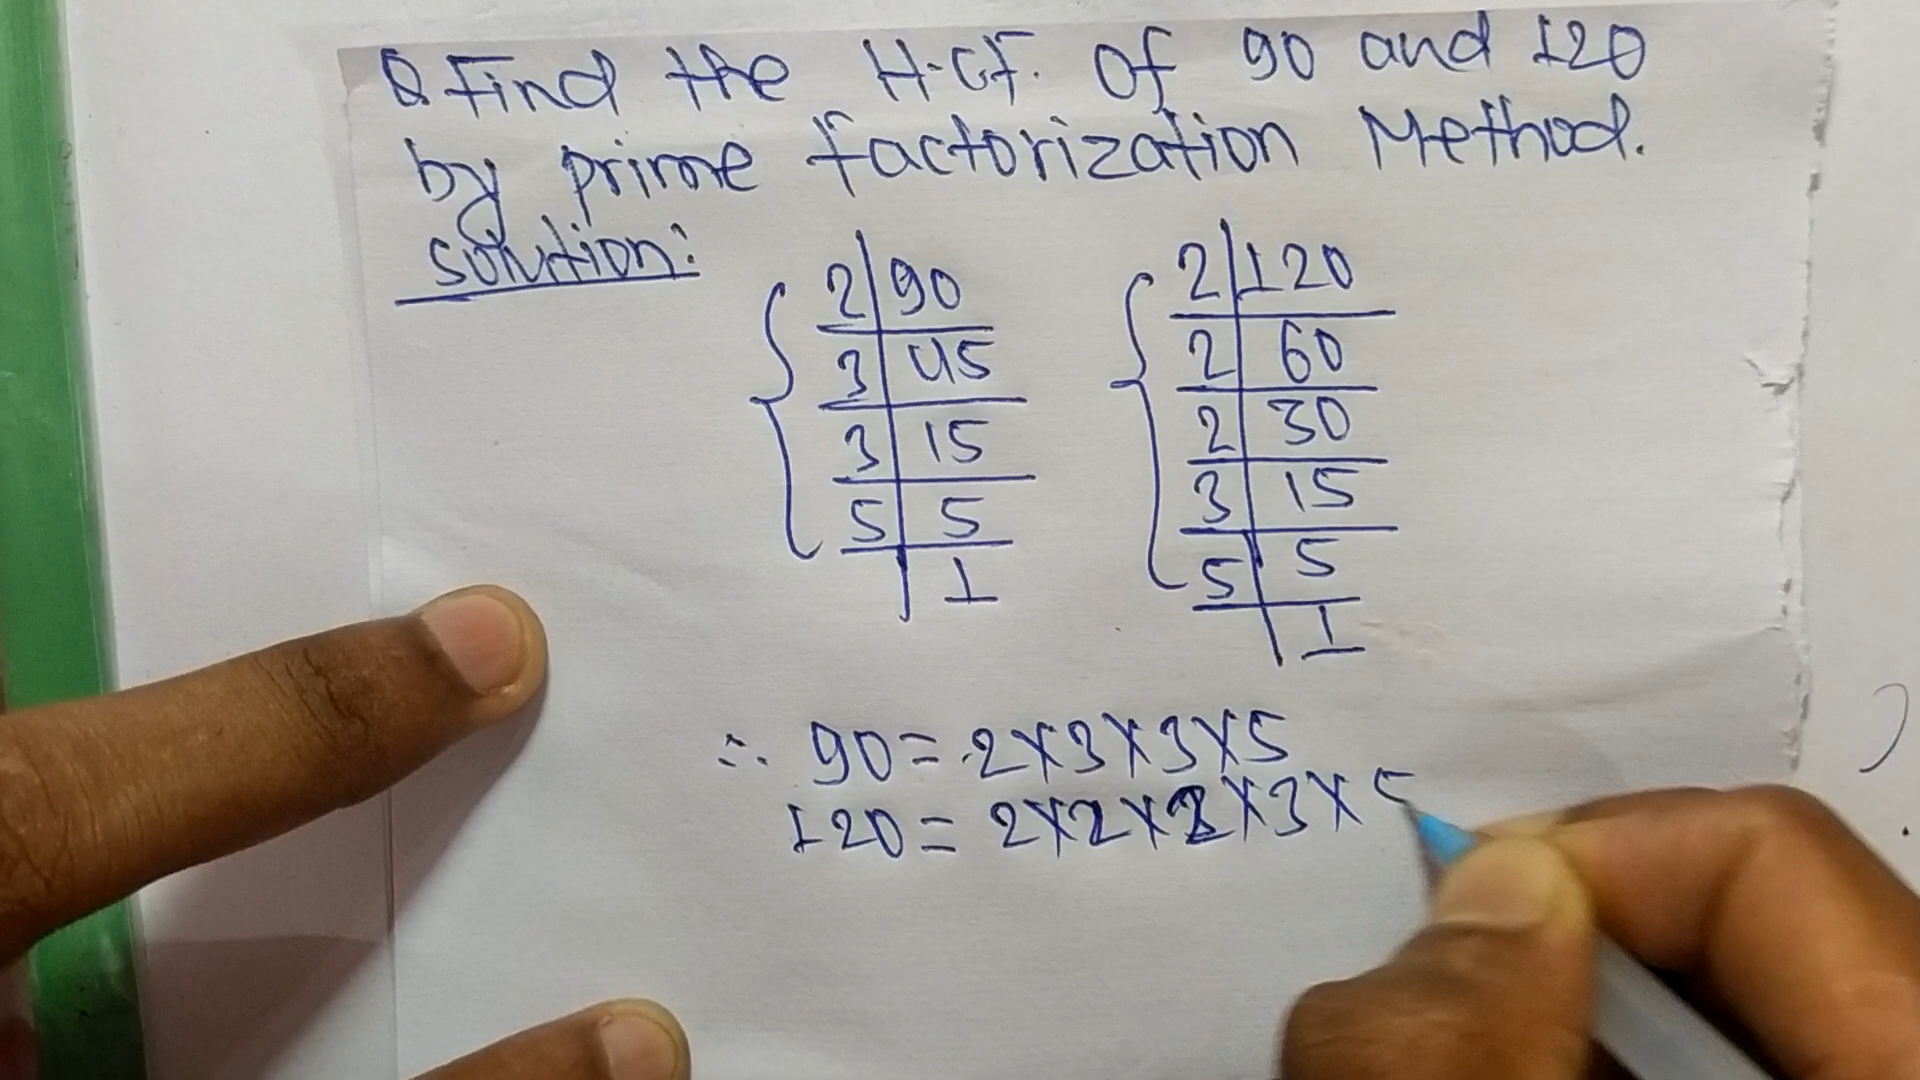 Q Find the H.C.F. Of 90 and 120
by prime factorization Method.
solution:
2 90
3 45
3 15
5 5
1
2 120
2 60
2 30
3 15
5 5
1
∴ 90 = 2×3×3×5
120 = 2×2×2×3×5